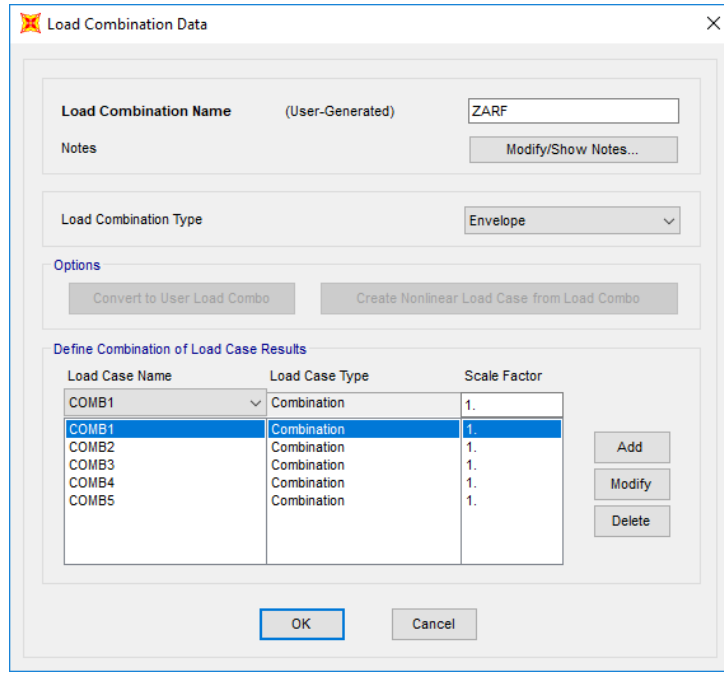 Load Combination Data
Load Combination Name (User-Generated) ZARF
Notes Modify/Show Notes...
Load Combination Type Envelope
Options
Convert to User Load Combo Create Nonlinear Load Case from Load Combo
Define Combination of Load Case Results
Load Case Name Load Case Type Scale Factor
COMB1 Combination 1.
COMB1 Combination 1.
COMB2 Combination 1.
COMB3 Combination 1.
COMB4 Combination 1.
COMB5 Combination 1.
Add
Modify
Delete
OK Cancel